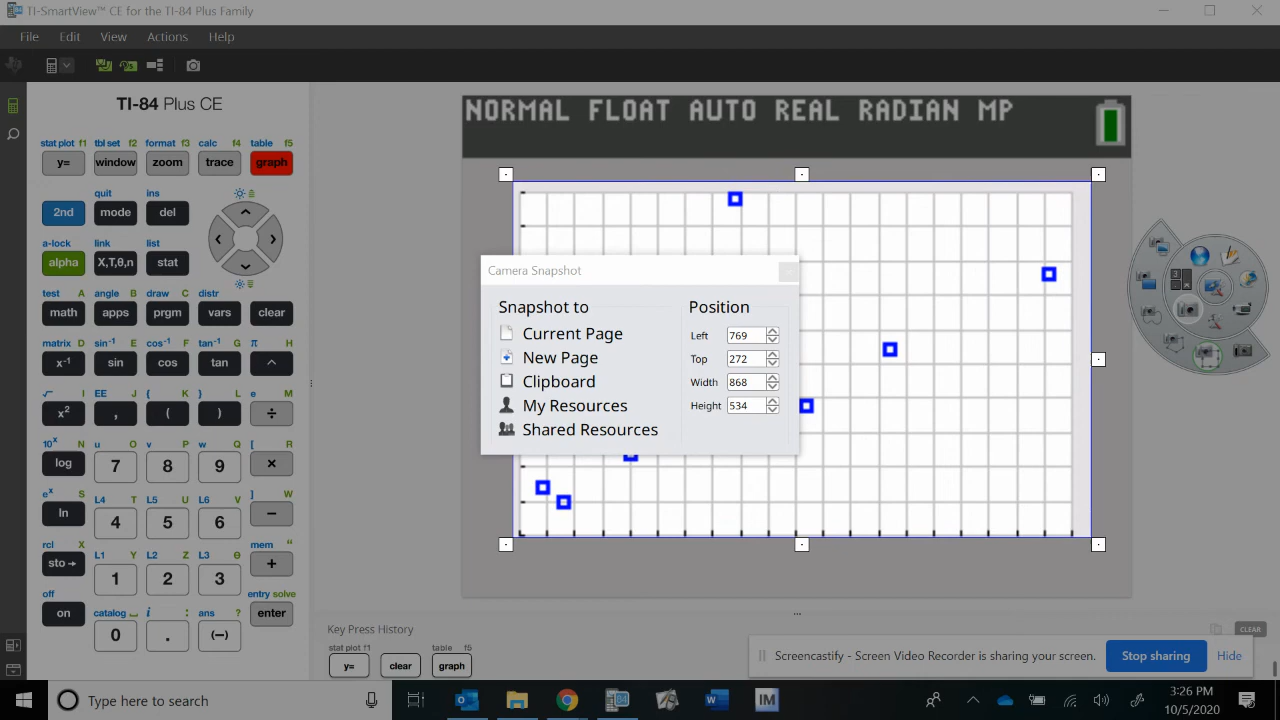 TI-SmartView™ CE for the TI-84 Plus Family
File Edit View Actions Help
TI-84 Plus CE
stat plot f1 tbl set f2 format f3 calc f4 table f5
y= window zoom trace graph
quit ins
2nd mode del
a-lock link list
alpha X,T,θ,n stat
test A angle B draw C distr
math apps prgm vars clear
matrix D sin⁻¹ E cos⁻¹ F tan⁻¹ G π H
x⁻¹ sin cos tan ^
√ I EE J { K } L e M
x² , ( ) ÷
10ˣ N u O v P w Q [ R
log 7 8 9 ×
eˣ S L4 T L5 U L6 V ] W
ln 4 5 6 −
rcl X L1 Y L2 Z L3 θ mem "
sto→ 1 2 3 +
off catalog i : ans ? entry solve
on 0 . (−) enter
NORMAL FLOAT AUTO REAL RADIAN MP
Camera Snapshot
Snapshot to
Current Page
New Page
Clipboard
My Resources
Shared Resources
Position
Left 769
Top 272
Width 868
Height 534
Key Press History
CLEAR
stat plot f1 table f5
y= clear graph
Screencastify - Screen Video Recorder is sharing your screen. Stop sharing Hide
Type here to search
W
IM
3:26 PM
10/5/2020